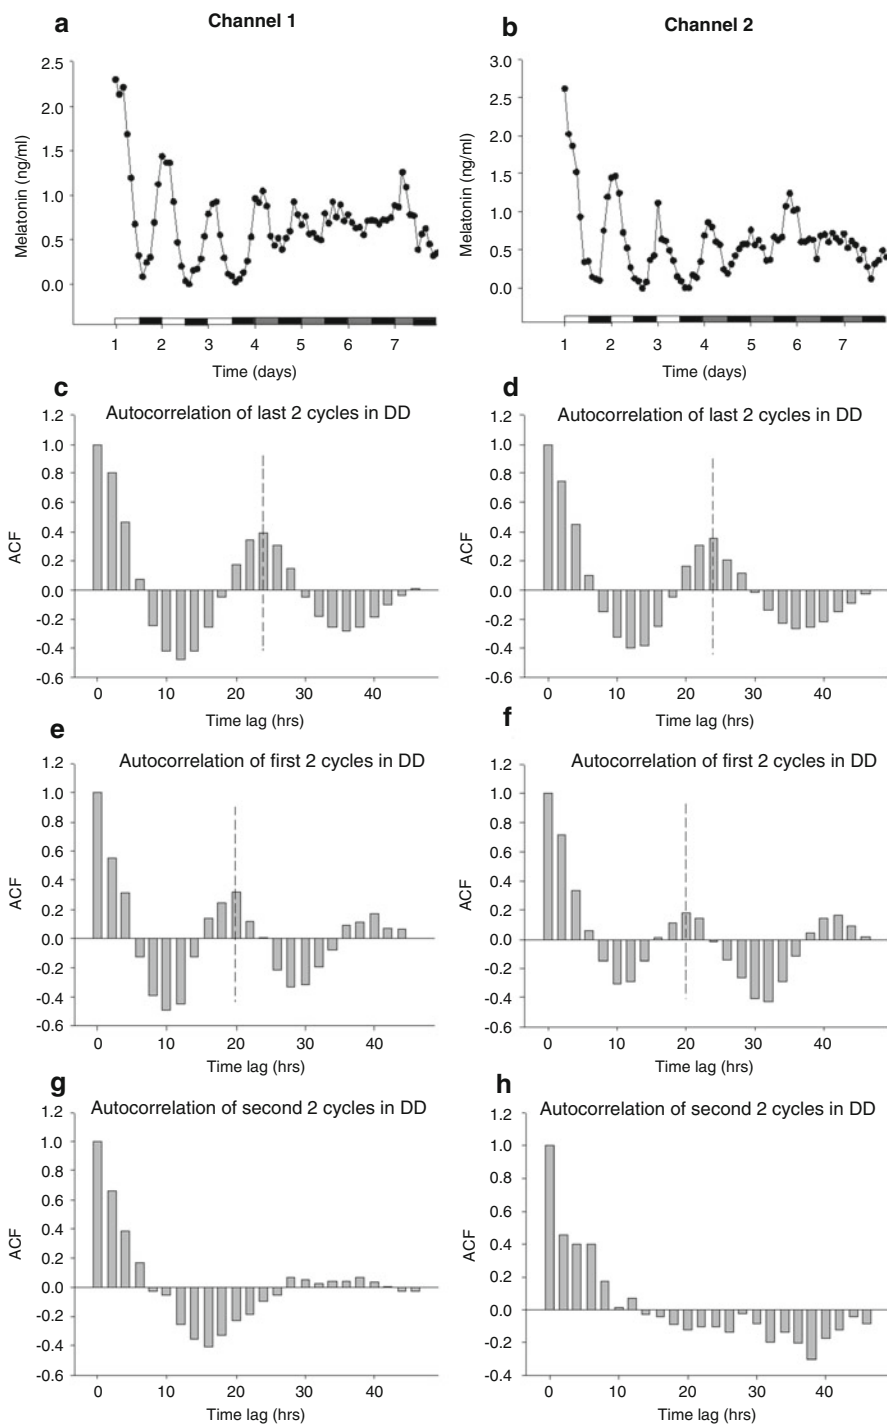 a
Channel 1
b
Channel 2
2.5
2.0
1.5
1.0
0.5
0.0
Melatonin (ng/ml)
1 2 3 4 5 6 7
Time (days)
3.0
2.5
2.0
1.5
1.0
0.5
0.0
Melatonin (ng/ml)
1 2 3 4 5 6 7
Time (days)
c
Autocorrelation of last 2 cycles in DD
1.2
1.0
0.8
0.6
0.4
0.2
0.0
-0.2
-0.4
-0.6
ACF
0 10 20 30 40
Time lag (hrs)
d
Autocorrelation of last 2 cycles in DD
1.2
1.0
0.8
0.6
0.4
0.2
0.0
-0.2
-0.4
-0.6
ACF
0 10 20 30 40
Time lag (hrs)
e
Autocorrelation of first 2 cycles in DD
1.2
1.0
0.8
0.6
0.4
0.2
0.0
-0.2
-0.4
-0.6
ACF
0 10 20 30 40
Time lag (hrs)
f
Autocorrelation of first 2 cycles in DD
1.2
1.0
0.8
0.6
0.4
0.2
0.0
-0.2
-0.4
-0.6
ACF
0 10 20 30 40
Time lag (hrs)
g
Autocorrelation of second 2 cycles in DD
1.2
1.0
0.8
0.6
0.4
0.2
0.0
-0.2
-0.4
-0.6
ACF
0 10 20 30 40
Time lag (hrs)
h
Autocorrelation of second 2 cycles in DD
1.2
1.0
0.8
0.6
0.4
0.2
0.0
-0.2
-0.4
ACF
0 10 20 30 40
Time lag (hrs)